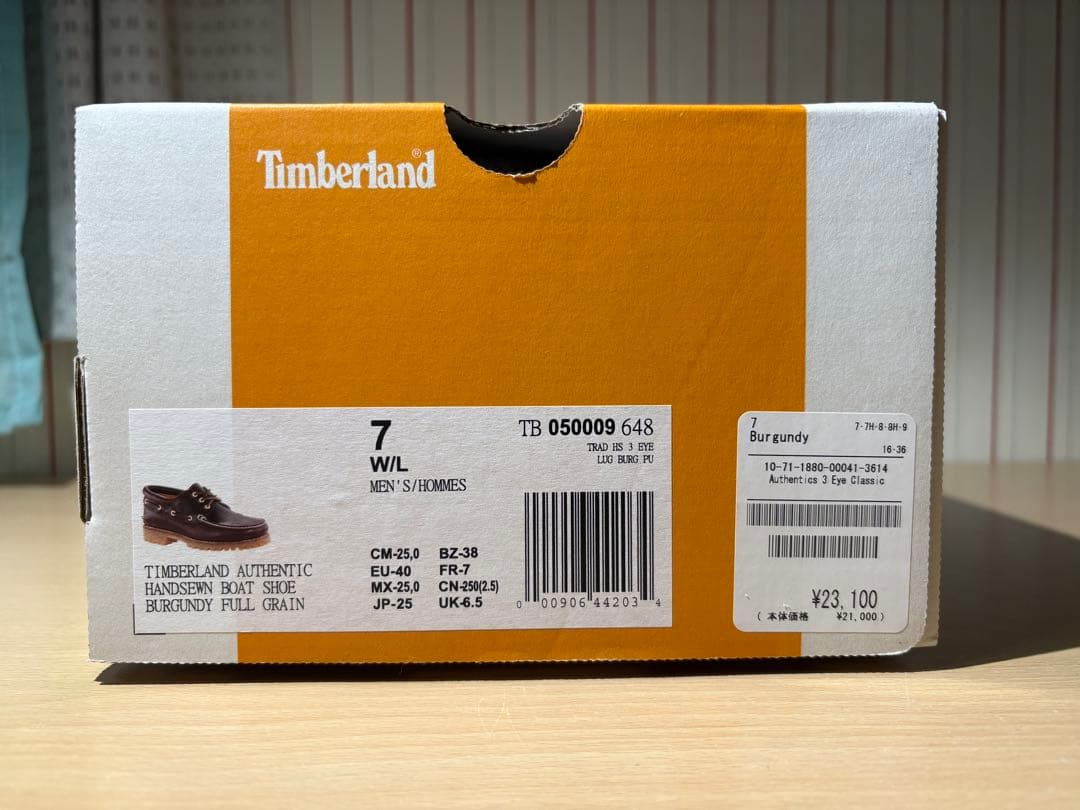 Timberland®
7
W/L
MEN'S/HOMMES
TB 050009 648
TRAD HS 3 EYE
LUG BURG PU
TIMBERLAND AUTHENTIC
HANDSEWN BOAT SHOE
BURGUNDY FULL GRAIN
CM-25,0 BZ-38
EU-40 FR-7
MX-25,0 CN-250(2.5)
JP-25 UK-6.5
0 00906 44203 4
7 7-7H-8-8H-9
Burgundy
16-36
10-71-1880-00041-3614
Authentics 3 Eye Classic
¥23,100
(本体価格 ¥21,000)